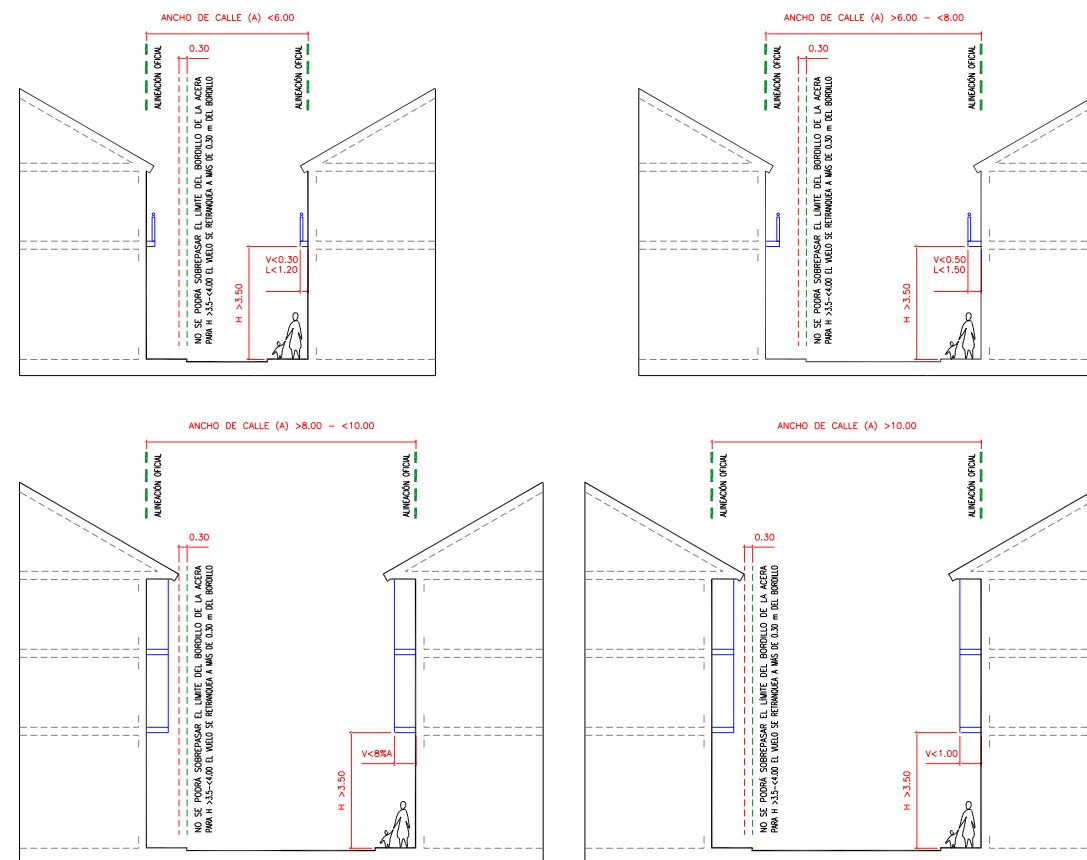 ANCHO DE CALLE (A) <6.00
ALINEACIÓN OFICIAL
0.30
NO SE PODRÁ SOBREPASAR EL LÍMITE DEL BORDILLO DE LA ACERA
PARA H >3.5-<4.00 EL VUELO SE RETRANQUEA A MÁS DE 0.30 m DEL BORDILLO
ALINEACIÓN OFICIAL
V<0.30
L<1.20
H >3.50
ANCHO DE CALLE (A) >6.00 - <8.00
ALINEACIÓN OFICIAL
0.30
NO SE PODRÁ SOBREPASAR EL LÍMITE DEL BORDILLO DE LA ACERA
PARA H >3.5-<4.00 EL VUELO SE RETRANQUEA A MÁS DE 0.30 m DEL BORDILLO
ALINEACIÓN OFICIAL
V<0.50
L<1.50
H >3.50
ANCHO DE CALLE (A) >8.00 - <10.00
ALINEACIÓN OFICIAL
0.30
NO SE PODRÁ SOBREPASAR EL LÍMITE DEL BORDILLO DE LA ACERA
PARA H >3.5-<4.00 EL VUELO SE RETRANQUEA A MÁS DE 0.30 m DEL BORDILLO
ALINEACIÓN OFICIAL
V<8%A
H >3.50
ANCHO DE CALLE (A) >10.00
ALINEACIÓN OFICIAL
0.30
NO SE PODRÁ SOBREPASAR EL LÍMITE DEL BORDILLO DE LA ACERA
PARA H >3.5-<4.00 EL VUELO SE RETRANQUEA A MÁS DE 0.30 m DEL BORDILLO
ALINEACIÓN OFICIAL
V<1.00
H >3.50